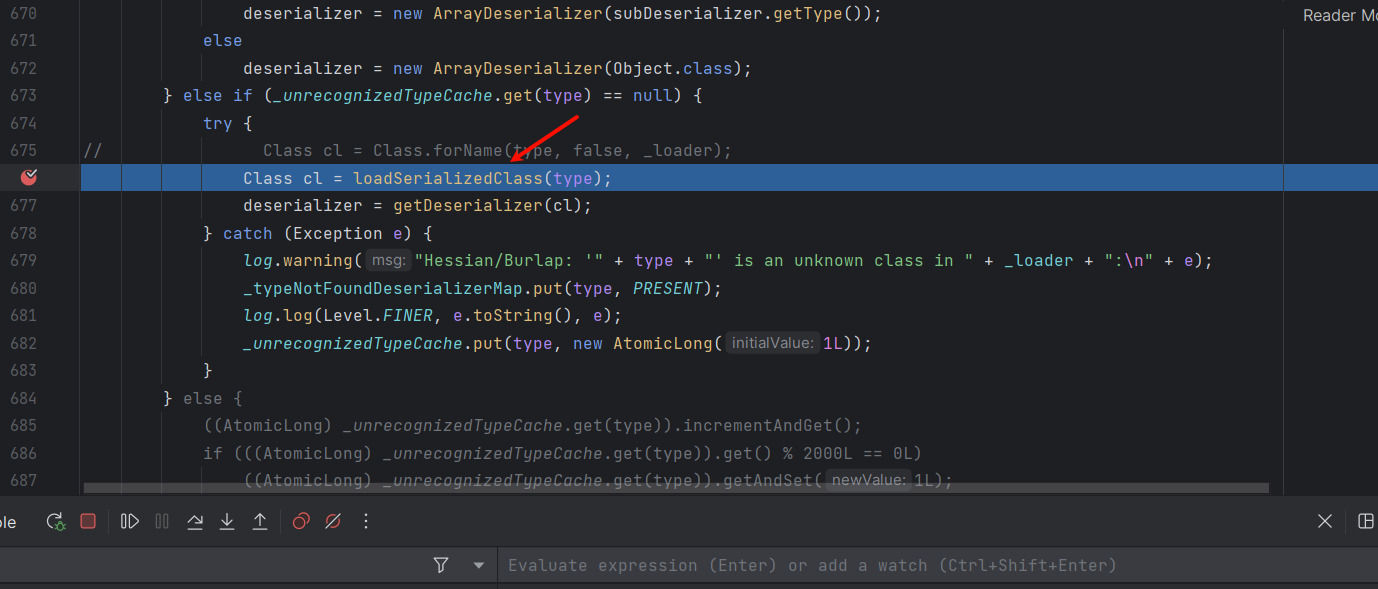 670 deserializer = new ArrayDeserializer(subDeserializer.getType());
Reader Mo
671 else
672 deserializer = new ArrayDeserializer(Object.class);
673 } else if (_unrecognizedTypeCache.get(type) == null) {
674 try {
675 // Class cl = Class.forName(type, false, _loader);
Class cl = loadSerializedClass(type);
677 deserializer = getDeserializer(cl);
678 } catch (Exception e) {
679 log.warning( msg: "Hessian/Burlap: '" + type + "' is an unknown class in " + _loader + ":\n" + e);
680 _typeNotFoundDeserializerMap.put(type, PRESENT);
681 log.log(Level.FINER, e.toString(), e);
682 _unrecognizedTypeCache.put(type, new AtomicLong( initialValue: 1L));
683 }
684 } else {
685 ((AtomicLong) _unrecognizedTypeCache.get(type)).incrementAndGet();
686 if (((AtomicLong) _unrecognizedTypeCache.get(type)).get() % 2000L == 0L)
687 ((AtomicLong) _unrecognizedTypeCache.get(type)).getAndSet( newValue: 1L);
ole
Evaluate expression (Enter) or add a watch (Ctrl+Shift+Enter)